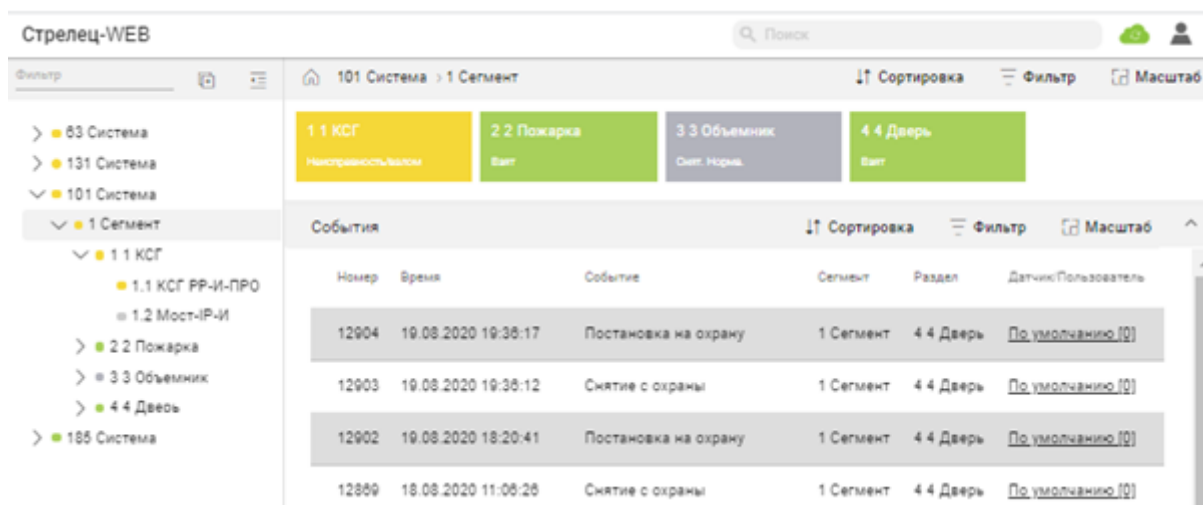 Стрелец-WEB
Поиск
Фильтр
101 Система > 1 Сегмент
Сортировка
Фильтр
Масштаб
63 Система
131 Система
101 Система
1 Сегмент
1 1 КСГ
1.1 КСГ РР-И-ПРО
1.2 Мост-IP-И
2 2 Пожарка
3 3 Объемник
4 4 Дверь
185 Система
1 1 КСГ
Неисправность/взлом
2 2 Пожарка
Взят
3 3 Объемник
Снят. Норма.
4 4 Дверь
Взят
События
Сортировка
Фильтр
Масштаб
Номер Время Событие Сегмент Раздел Датчик/Пользователь
12904 19.08.2020 19:36:17 Постановка на охрану 1 Сегмент 4 4 Дверь По умолчанию [0]
12903 19.08.2020 19:36:12 Снятие с охраны 1 Сегмент 4 4 Дверь По умолчанию [0]
12902 19.08.2020 18:20:41 Постановка на охрану 1 Сегмент 4 4 Дверь По умолчанию [0]
12869 18.08.2020 11:06:26 Снятие с охраны 1 Сегмент 4 4 Дверь По умолчанию [0]